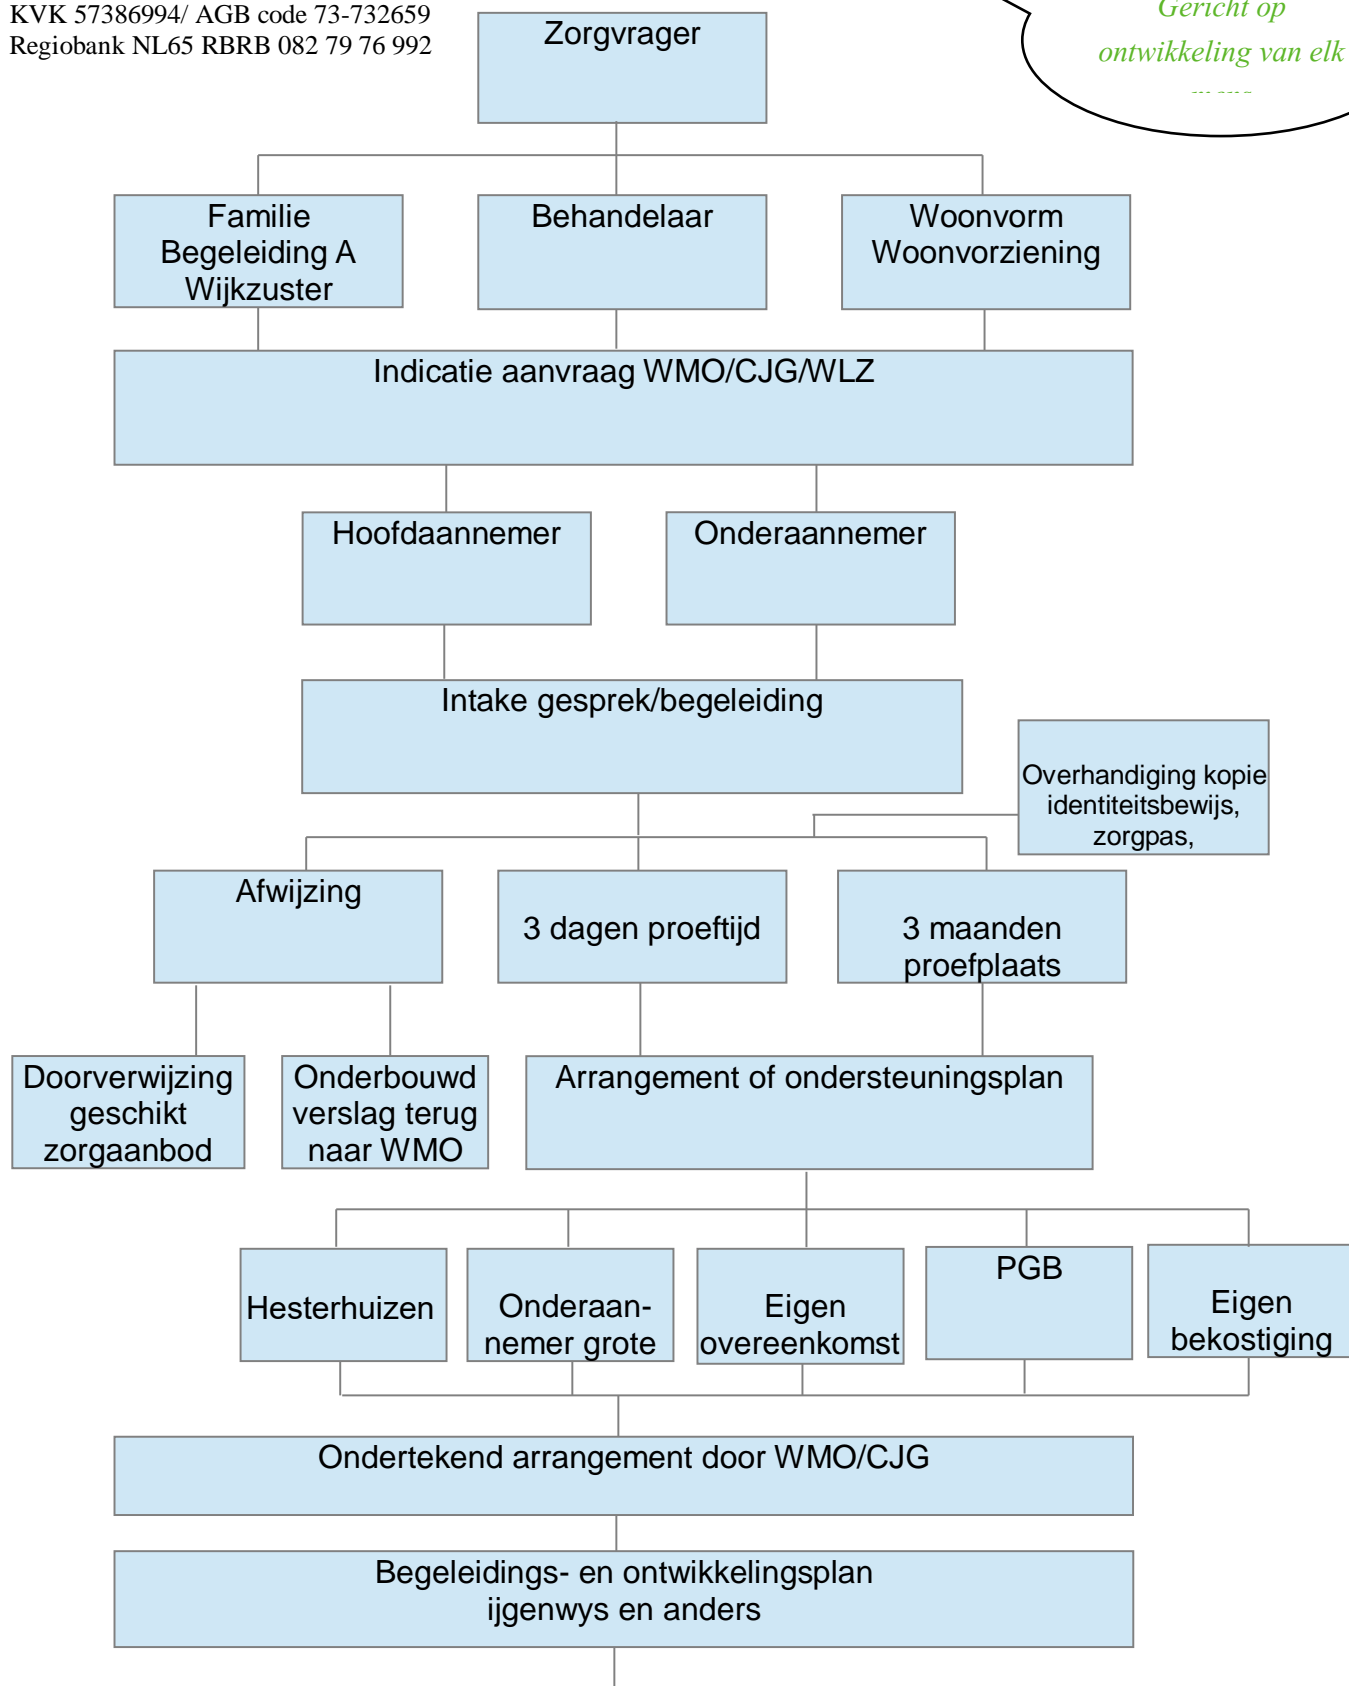 KVK 57386994/ AGB code 73-732659
Regiobank NL65 RBRB 082 79 76 992
Gericht op
ontwikkeling van elk
Zorgvrager
Familie
Begeleiding A
Wijkzuster
Behandelaar
Woonvorm
Woonvorziening
Indicatie aanvraag WMO/CJG/WLZ
Hoofdaannemer
Onderaannemer
Intake gesprek/begeleiding
Overhandiging kopie
identiteitsbewijs,
zorgpas,
Afwijzing
3 dagen proeftijd
3 maanden
proefplaats
Doorverwijzing
geschikt
zorgaanbod
Onderbouwd
verslag terug
naar WMO
Arrangement of ondersteuningsplan
Hesterhuizen
Onderaan-
nemer grote
Eigen
overeenkomst
PGB
Eigen
bekostiging
Ondertekend arrangement door WMO/CJG
Begeleidings- en ontwikkelingsplan
ijgenwys en anders